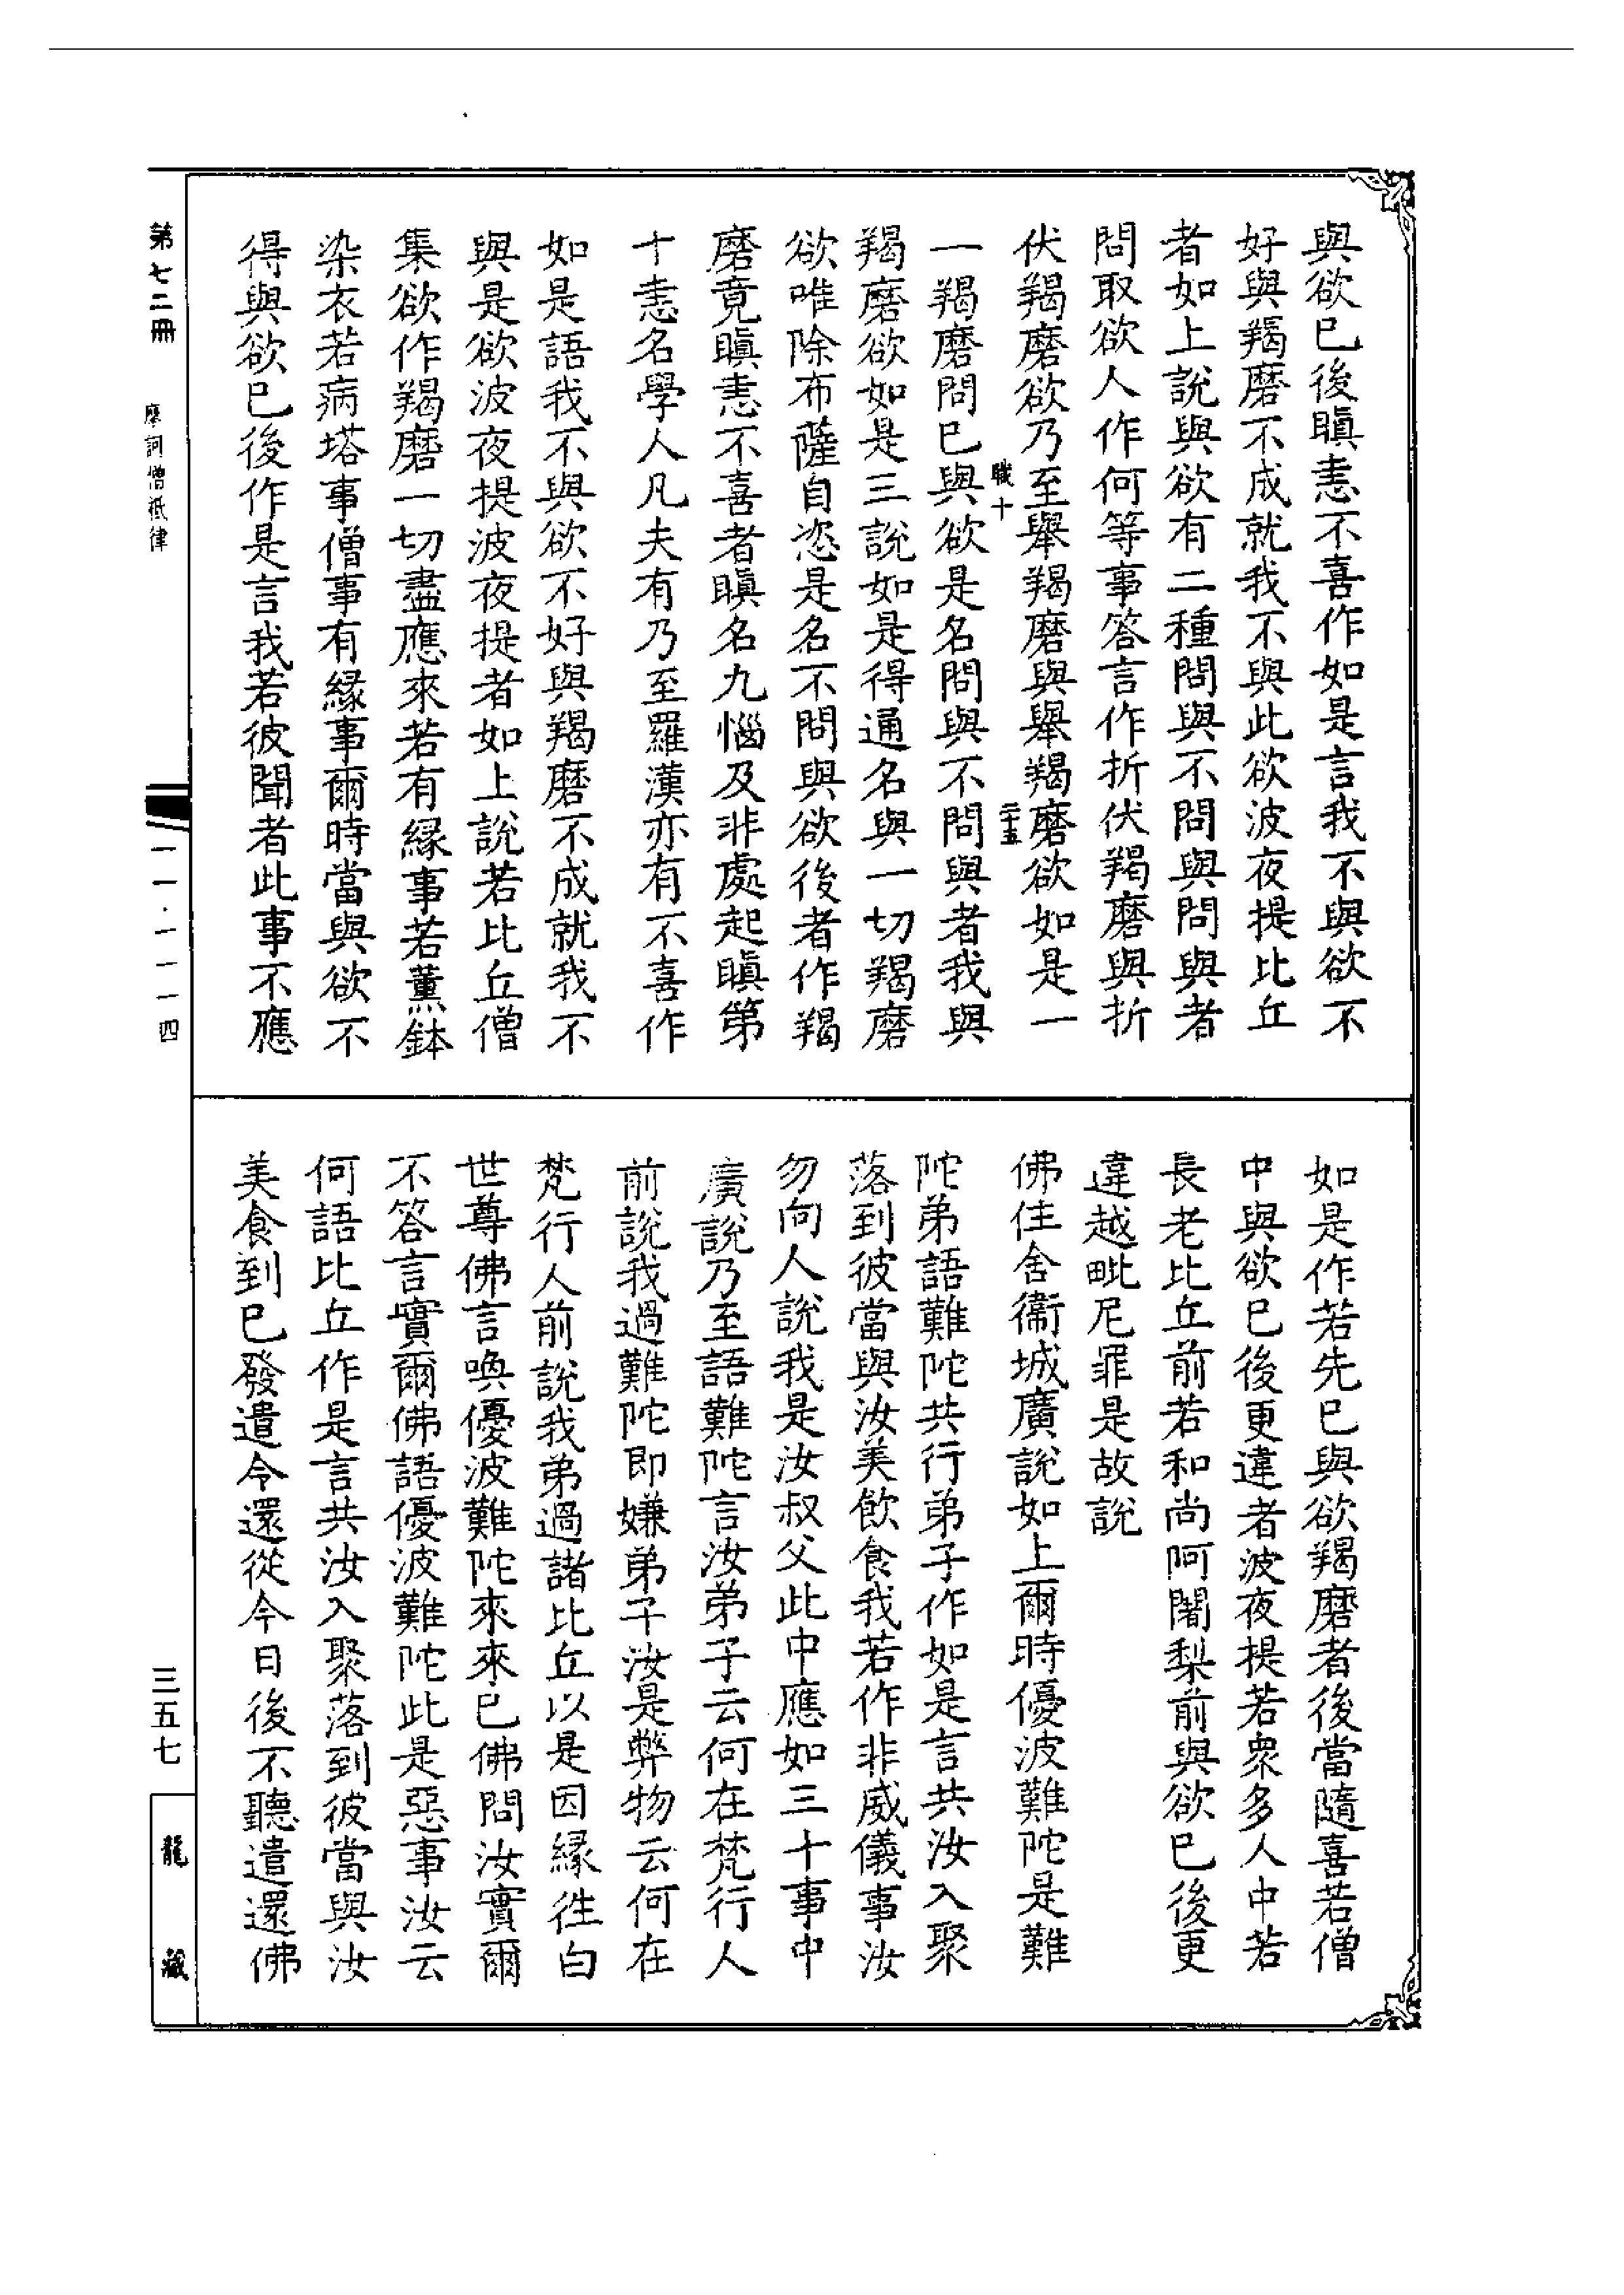 與欲已後瞋恚不喜作如是言我不與欲不
好與羯磨不成就我不與此欲波夜提比丘
者如上說與欲有二種問與不問與問與者
問取欲人作何等事答言作折伏羯磨與折
伏羯磨欲乃至舉羯磨與舉羯磨欲如是一
職十
二十五
一羯磨問已與欲是名問與不問與者我與
羯磨欲如是三說如是得通名與一切羯磨
欲唯除布薩自恣是名不問與欲後者作羯
磨竟瞋恚不喜者瞋名九惱及非處起瞋第
十恚名學人凡夫有乃至羅漢亦有不喜作
如是語我不與欲不好與羯磨不成就我不
與是欲波夜提波夜提者如上說若比丘僧
集欲作羯磨一切盡應來若有緣事若薰鉢
染衣若病塔事僧事有緣事爾時當與欲不
得與欲已後作是言我若彼聞者此事不應
如是作若先已與欲羯磨者後當隨喜若僧
中與欲已後更違者波夜提若眾多人中若
長老比丘前若和尚阿闍梨前與欲已後更
違越毗尼罪是故說
佛住舍衛城廣說如上爾時優波難陀是難
陀弟語難陀共行弟子作如是言共汝入聚
落到彼當與汝美飲食我若作非威儀事汝
勿向人說我是汝叔父此中應如三十事中
廣說乃至語難陀言汝弟子云何在梵行人
前說我過難陀即嫌弟子汝是弊物云何在
梵行人前說我弟過諸比丘以是因緣往白
世尊佛言喚優波難陀來來已佛問汝實爾
不答言實爾佛語優波難陀此是惡事汝云
何語比丘作是言共汝入聚落到彼當與汝
美食到已發遣令還從今日後不聽遣還佛
第七二冊
摩訶僧祇律
一一·一一一四
三五七
龍藏